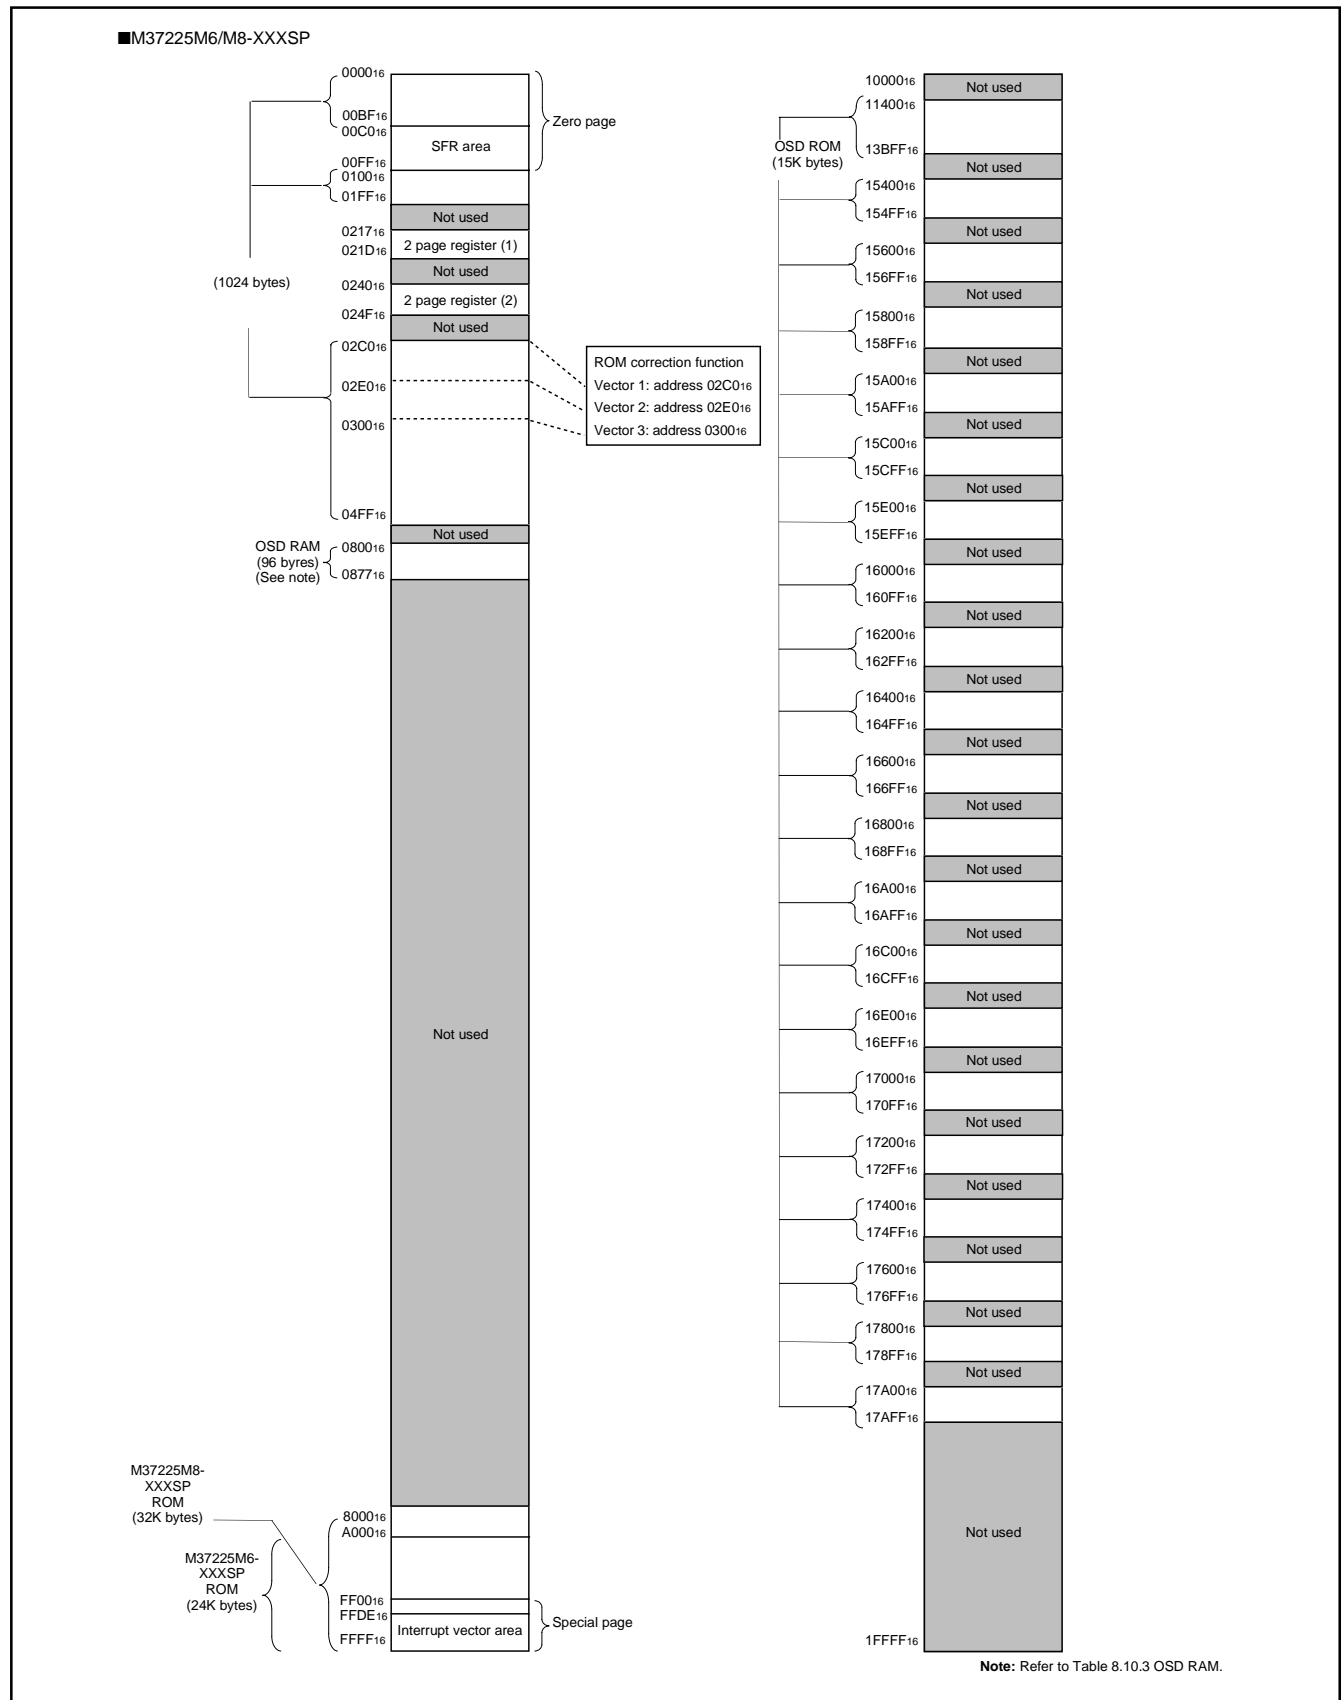 ■M37225M6/M8-XXXSP
000016
00BF16
00C016
SFR area
00FF16
010016
01FF16
Zero page
Not used
021716
2 page register (1)
021D16
Not used
(1024 bytes)
024016
2 page register (2)
024F16
Not used
02C016
02E016
030016
04FF16
ROM correction function
Vector 1: address 02C016
Vector 2: address 02E016
Vector 3: address 030016
Not used
OSD RAM
(96 byres)
(See note)
080016
087716
Not used
M37225M8-
XXXSP
ROM
(32K bytes)
800016
A00016
M37225M6-
XXXSP
ROM
(24K bytes)
FF0016
FFDE16
Interrupt vector area
FFFF16
Special page
1000016
Not used
1140016
OSD ROM
(15K bytes)
13BFF16
Not used
1540016
154FF16
Not used
1560016
156FF16
Not used
1580016
158FF16
Not used
15A0016
15AFF16
Not used
15C0016
15CFF16
Not used
15E0016
15EFF16
Not used
1600016
160FF16
Not used
1620016
162FF16
Not used
1640016
164FF16
Not used
1660016
166FF16
Not used
1680016
168FF16
Not used
16A0016
16AFF16
Not used
16C0016
16CFF16
Not used
16E0016
16EFF16
Not used
1700016
170FF16
Not used
1720016
172FF16
Not used
1740016
174FF16
Not used
1760016
176FF16
Not used
1780016
178FF16
Not used
17A0016
17AFF16
Not used
1FFFF16
Note: Refer to Table 8.10.3 OSD RAM.